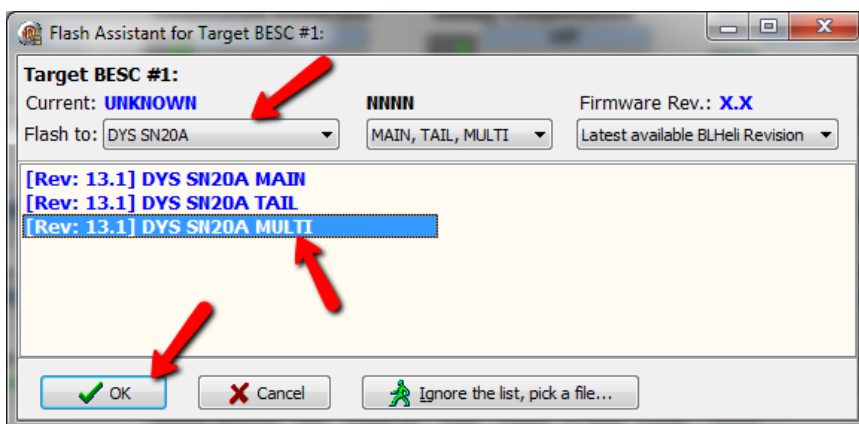 Flash Assistant for Target BESC #1:
Target BESC #1:
Current: UNKNOWN NNNN Firmware Rev.: X.X
Flash to: DYS SN20A MAIN, TAIL, MULTI Latest available BLHeli Revision
[Rev: 13.1] DYS SN20A MAIN
[Rev: 13.1] DYS SN20A TAIL
[Rev: 13.1] DYS SN20A MULTI
OK Cancel Ignore the list, pick a file...